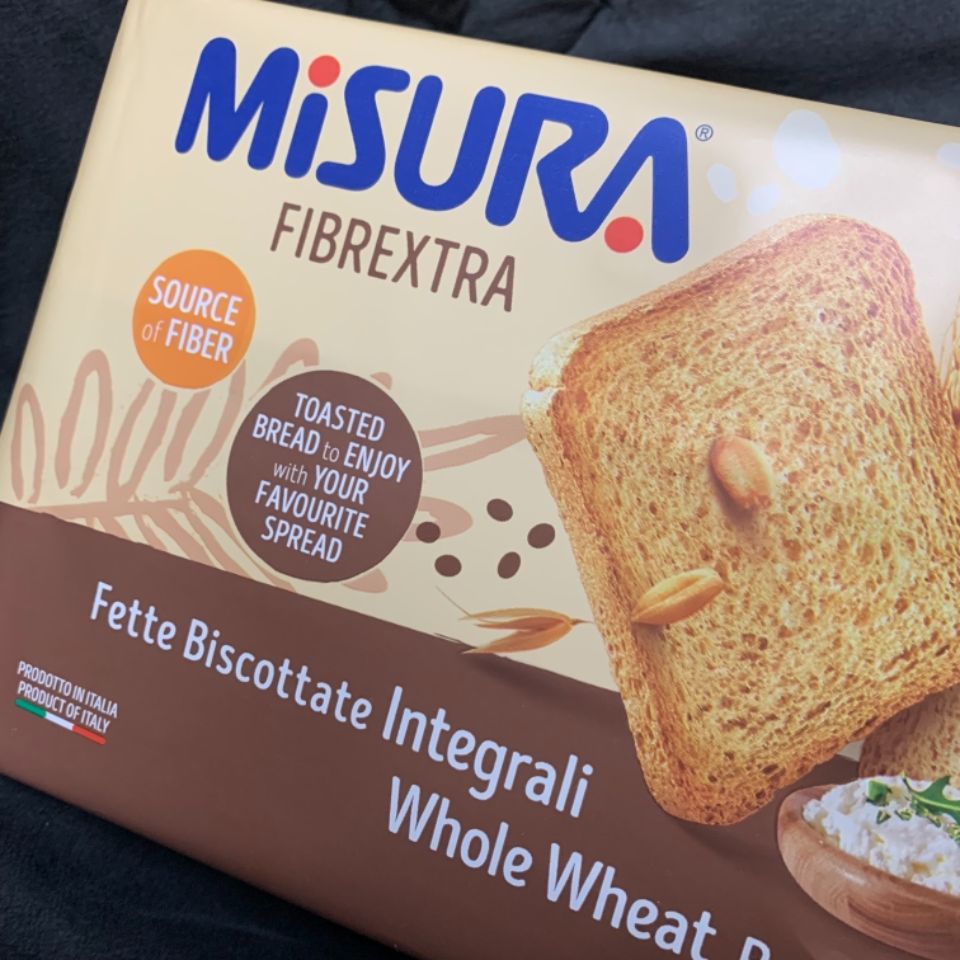 MiSURA®
FIBREXTRA
SOURCE
of FIBER
TOASTED
BREAD to ENJOY
with YOUR
FAVOURITE
SPREAD
Fette Biscottate Integrali
Whole Wheat
PRODOTTO IN ITALIA
PRODUCT OF ITALY